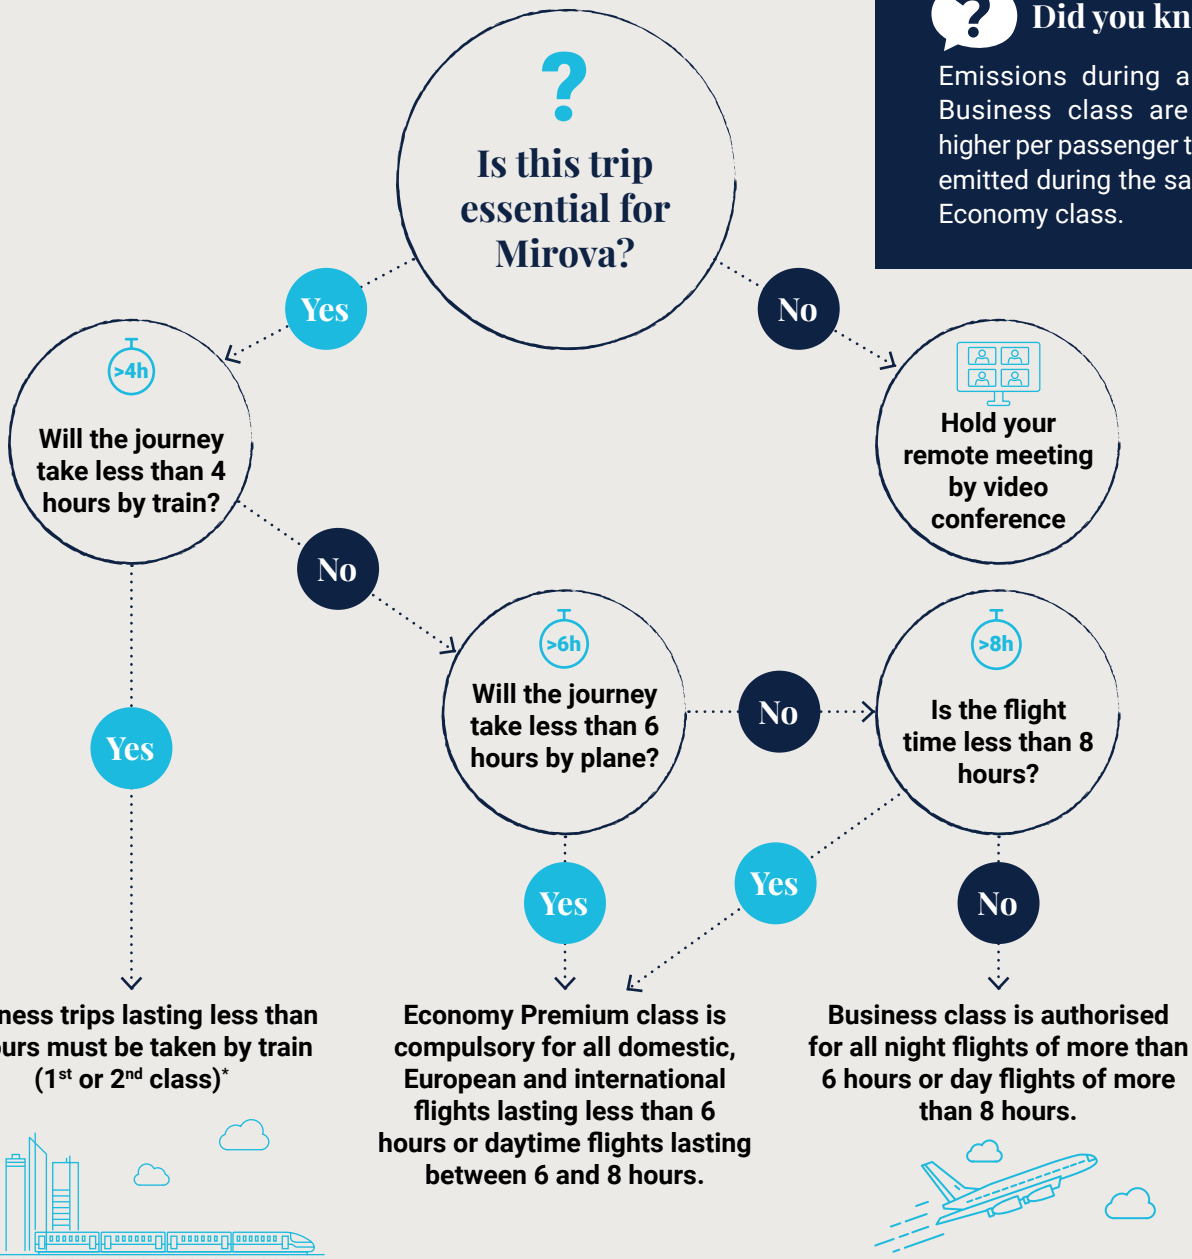 ?
Is this trip
essential for
Mirova?
?
Did you
Emissions during a
Business class are
higher per passenger
emitted during the
Economy class.
Yes
No
>4h
Will the journey
take less than 4
hours by train?
Hold your
remote meeting
by video
conference
No
>6h
Will the journey
take less than 6
hours by plane?
No
>8h
Is the flight
time less than 8
hours?
Yes
Yes
Yes
No
trips lasting less than
must be taken by train
(1st or 2nd class)*
Economy Premium class is
compulsory for all domestic,
European and international
flights lasting less than 6
hours or daytime flights lasting
between 6 and 8 hours.
Business class is authorised
for all night flights of more than
6 hours or day flights of more
than 8 hours.